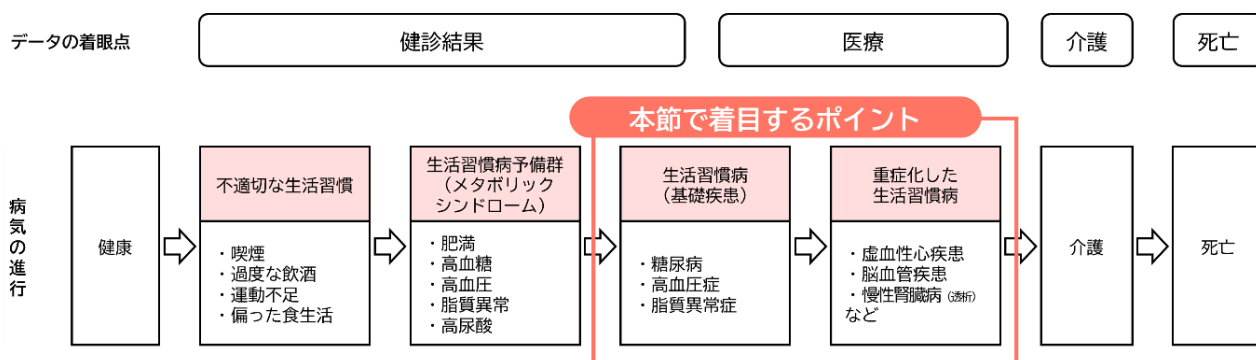 データの着眼点
健診結果
医療
介護
死亡
本節で着目するポイント
病気の進行
健康
不適切な生活習慣
・喫煙
・過度な飲酒
・運動不足
・偏った食生活
生活習慣病予備群
（メタボリック
シンドローム）
・肥満
・高血糖
・高血圧
・脂質異常
・高尿酸
生活習慣病
（基礎疾患）
・糖尿病
・高血圧症
・脂質異常症
重症化した
生活習慣病
・虚血性心疾患
・脳血管疾患
・慢性腎臓病（透析）
など
介護
死亡